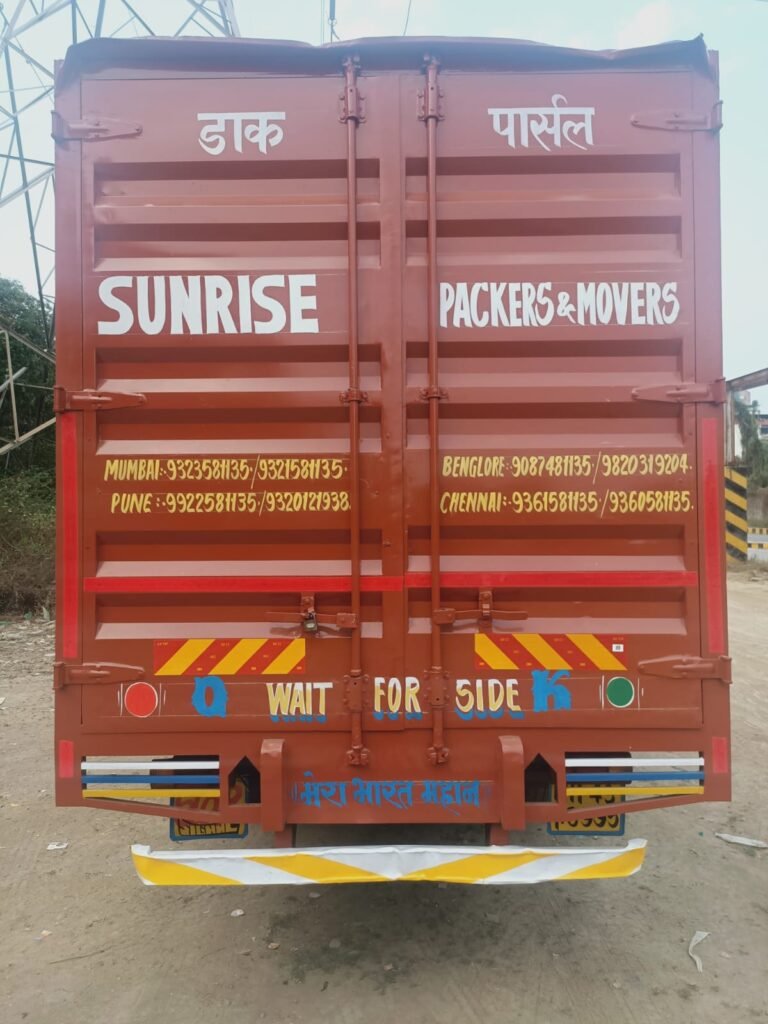 डाक पार्सल
SUNRISE PACKERS & MOVERS
MUMBAI:-9323581135./9321581135. BENGLORE:-9087481135./9820319204.
PUNE:-9922581135./9320121938. CHENNAI:-9361581135./9360581135.
O WAIT FOR SIDE K
मेरा भारत महान